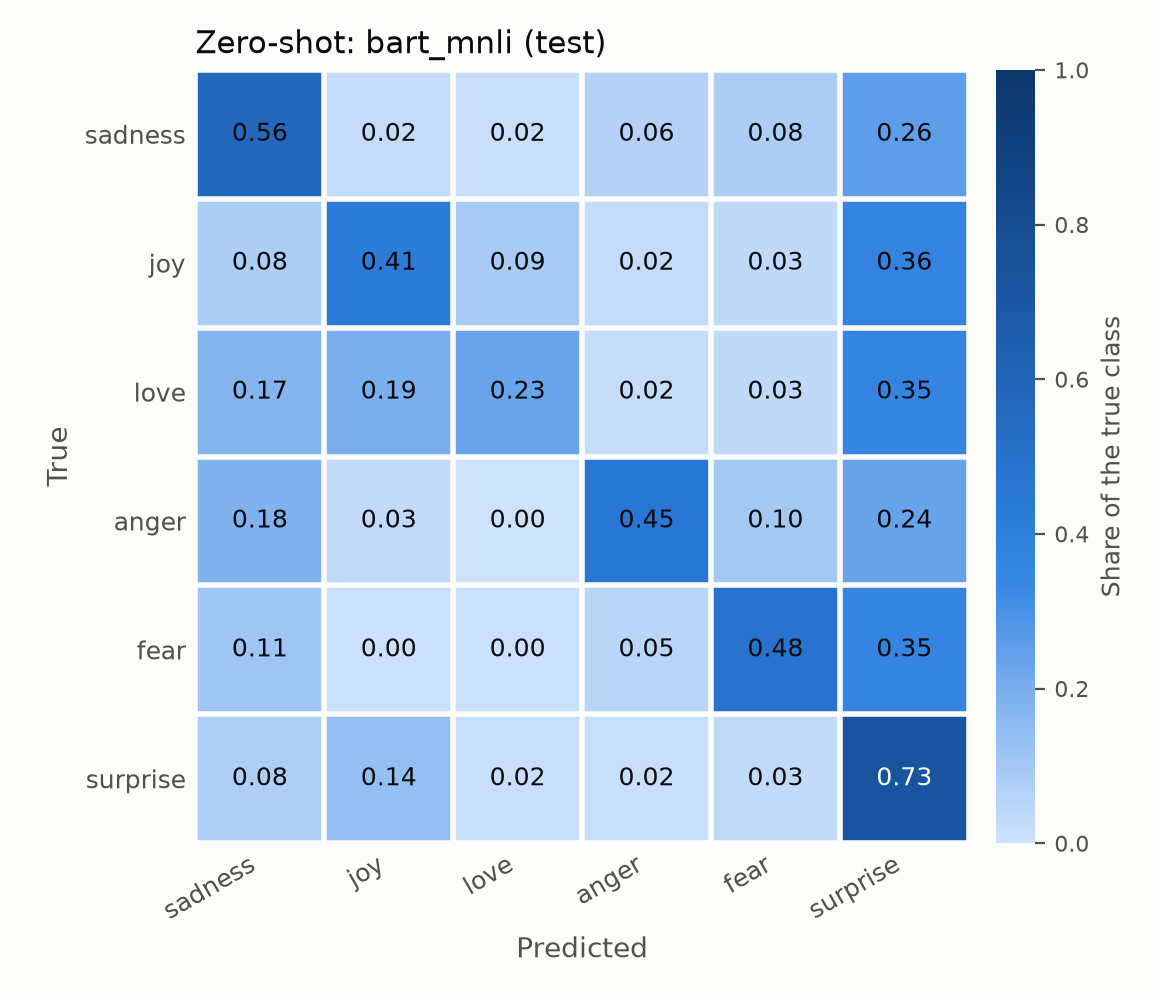 Zero-shot: bart_mnli (test)
sadness 0.56 0.02 0.02 0.06 0.08 0.26
joy 0.08 0.41 0.09 0.02 0.03 0.36
love 0.17 0.19 0.23 0.02 0.03 0.35
anger 0.18 0.03 0.00 0.45 0.10 0.24
fear 0.11 0.00 0.00 0.05 0.48 0.35
surprise 0.08 0.14 0.02 0.02 0.03 0.73
sadness joy love anger fear surprise
Predicted
True
1.0
0.8
0.6
0.4
0.2
0.0
Share of the true class